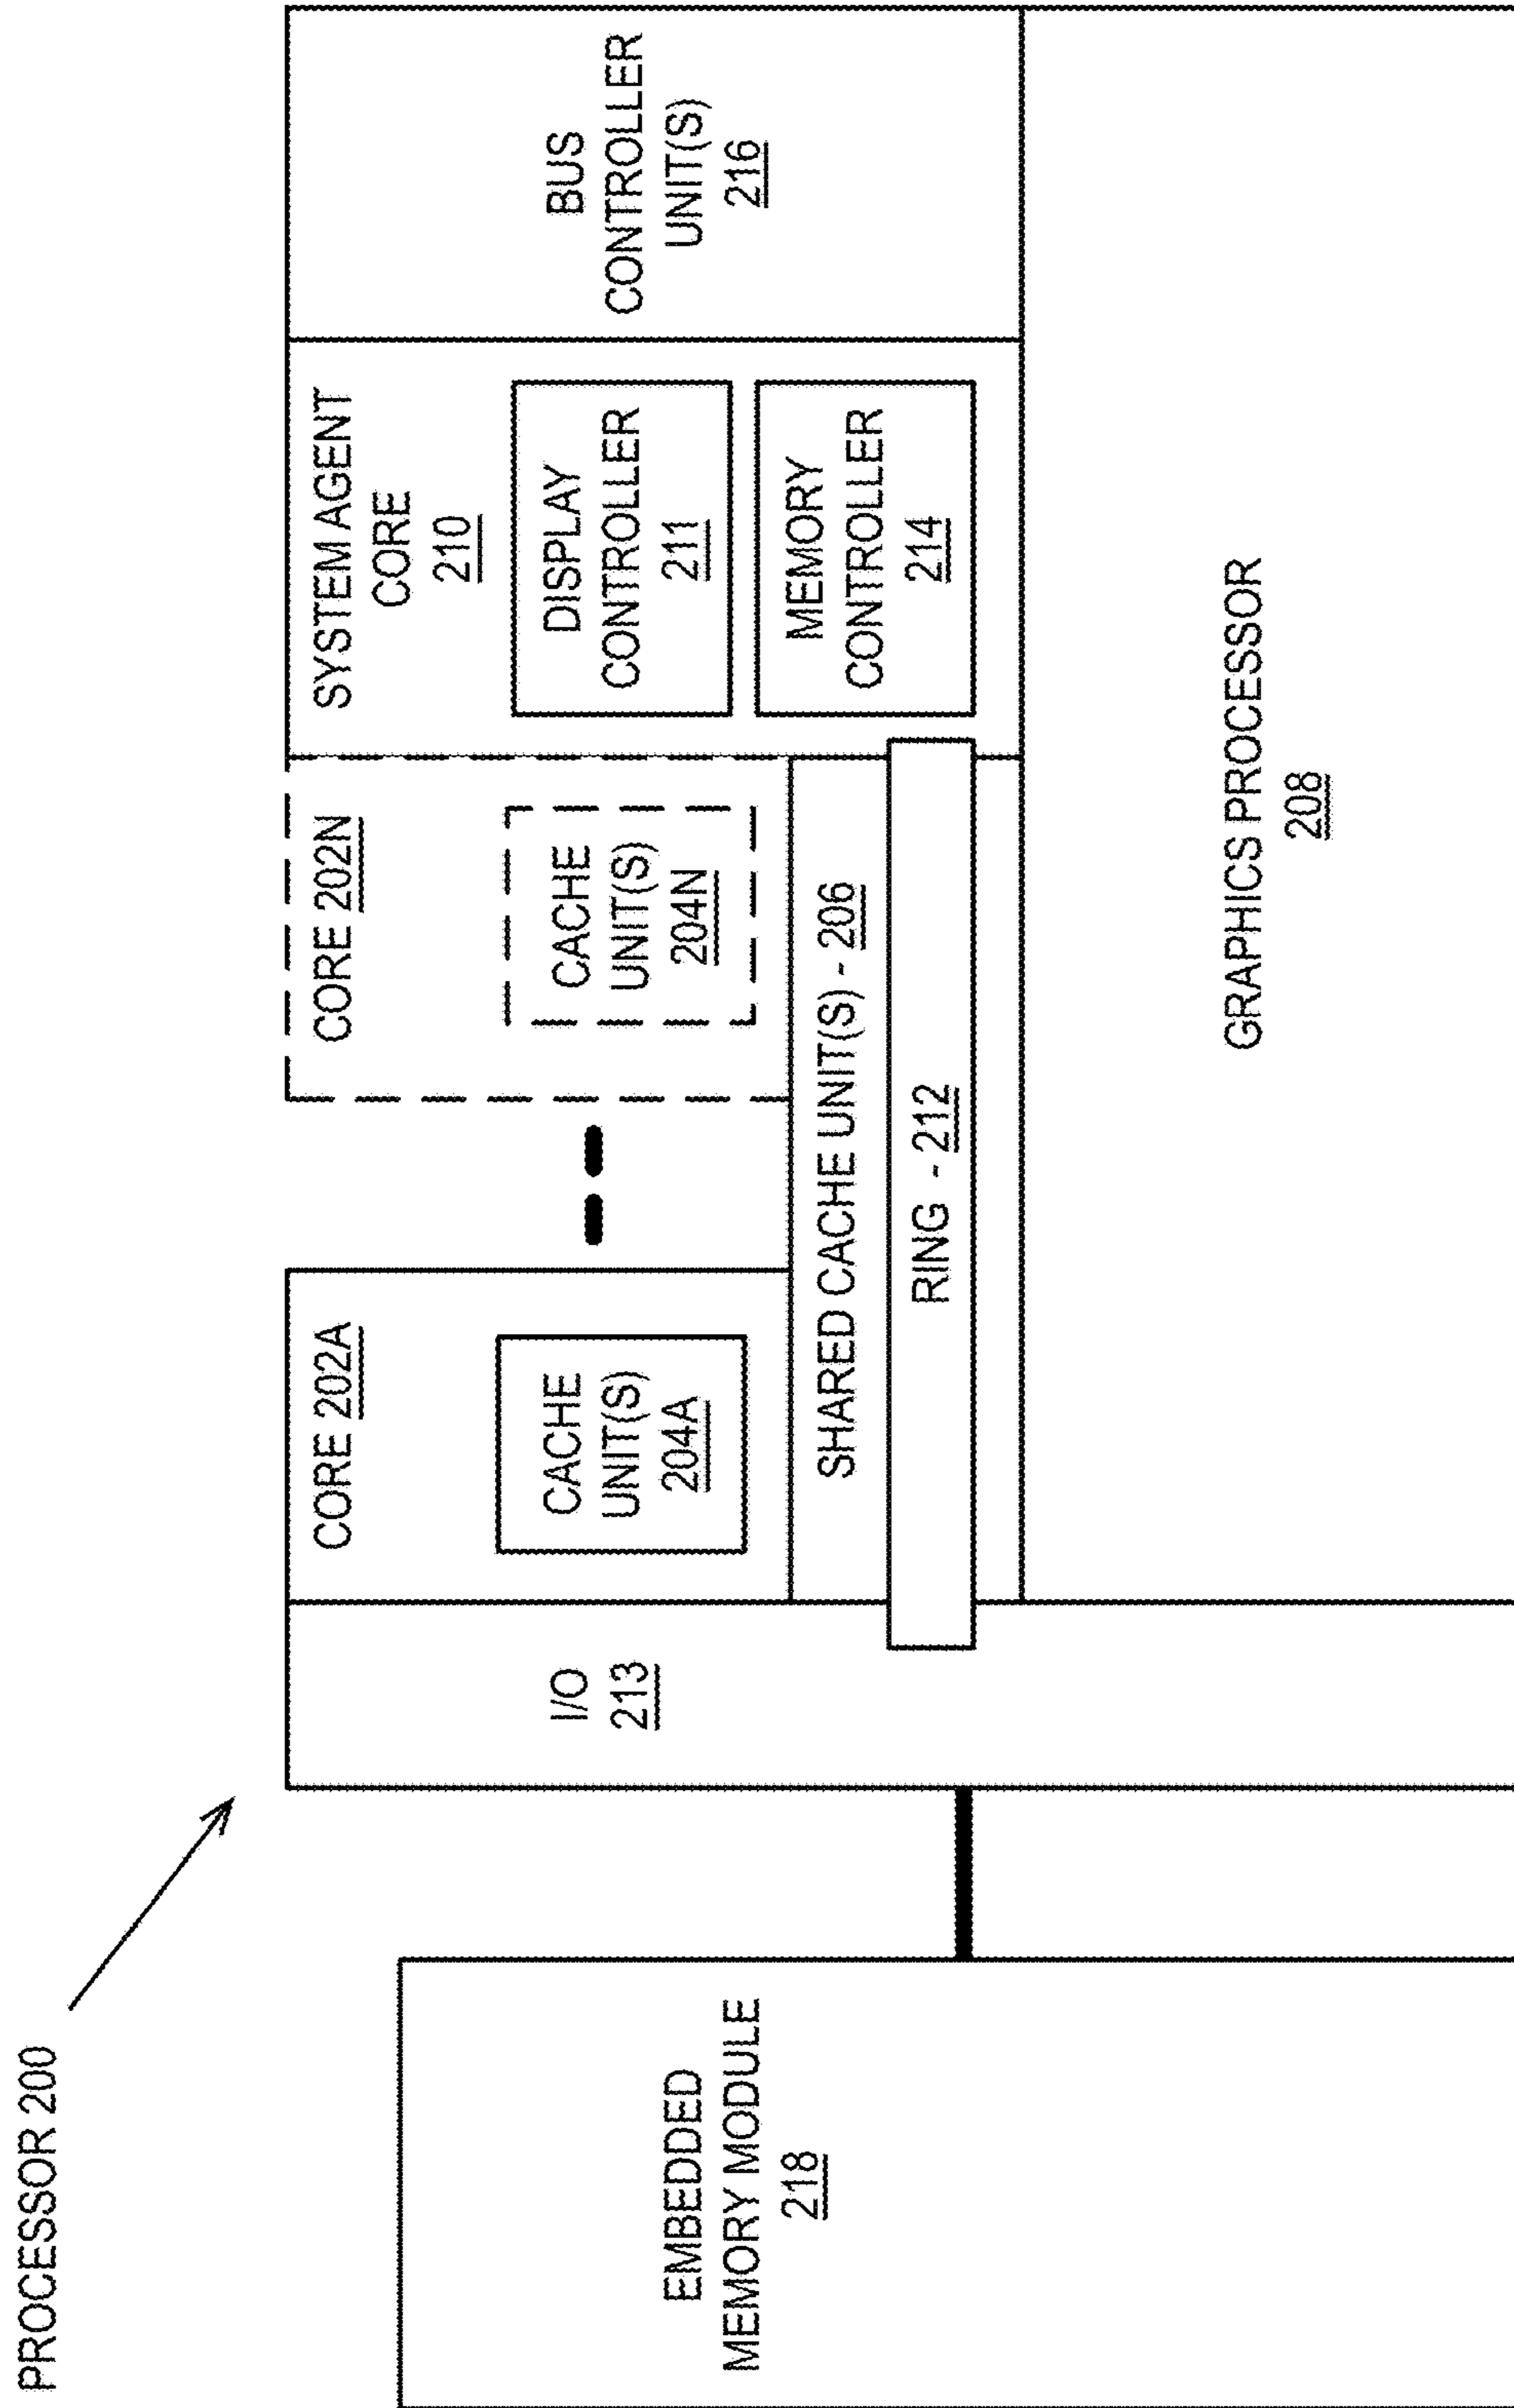 PROCESSOR 200
EMBEDDED
MEMORY MODULE
218
I/O
213
CORE 202A
CACHE
UNIT(S)
204A
CORE 202N
CACHE
UNIT(S)
204N
SHARED CACHE UNIT(S) - 206
RING - 212
SYSTEM AGENT
CORE
210
DISPLAY
CONTROLLER
211
MEMORY
CONTROLLER
214
BUS
CONTROLLER
UNIT(S)
216
GRAPHICS PROCESSOR
208